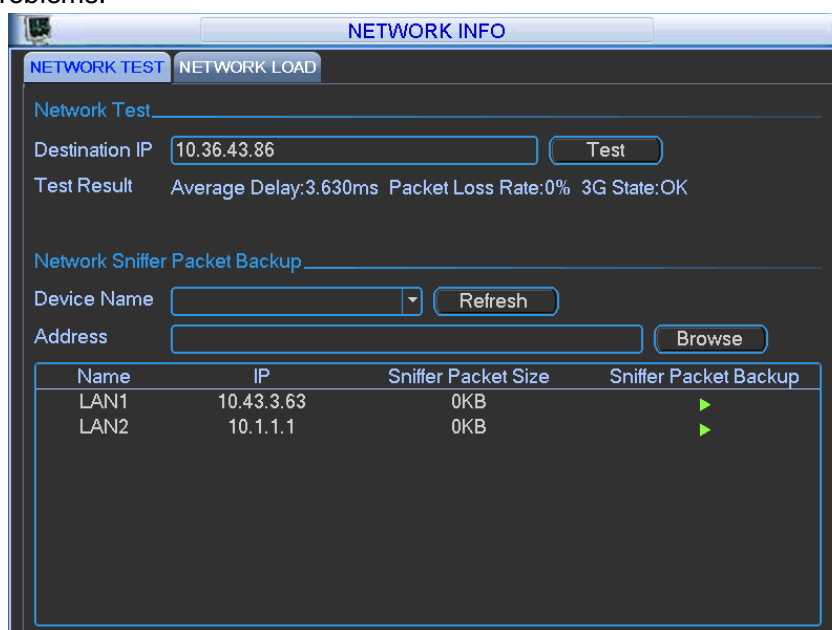 roblems.
NETWORK INFO
NETWORK TEST NETWORK LOAD
Network Test
Destination IP 10.36.43.86 Test
Test Result Average Delay:3.630ms Packet Loss Rate:0% 3G State:OK
Network Sniffer Packet Backup
Device Name Refresh
Address Browse
Name IP Sniffer Packet Size Sniffer Packet Backup
LAN1 10.43.3.63 0KB
LAN2 10.1.1.1 0KB